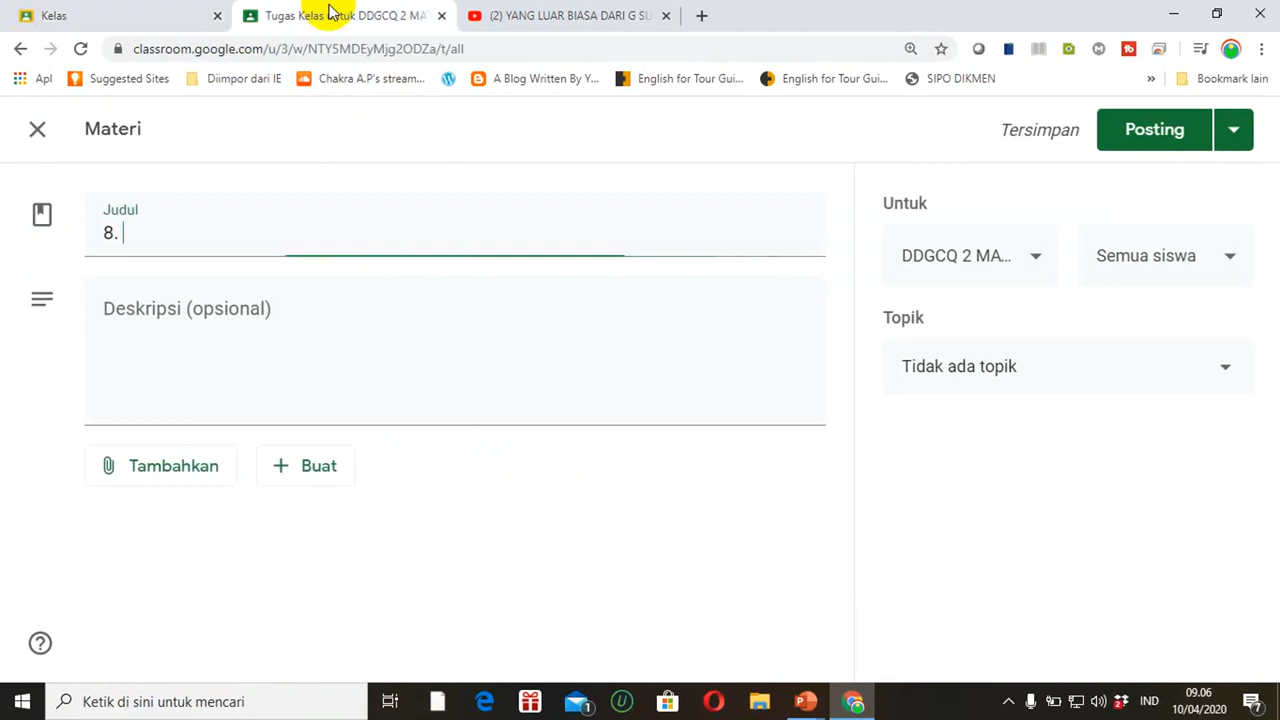 Kelas
Tugas Kelas untuk DDGCQ 2 MA
(2) YANG LUAR BIASA DARI G SU
classroom.google.com/u/3/w/NTY5MDEyMjg2ODZa/t/all
Apl
Suggested Sites
Diimpor dari IE
Chakra A.P's stream...
A Blog Written By Y...
English for Tour Gui...
English for Tour Gui...
SIPO DIKMEN
»
Bookmark lain
Materi
Tersimpan
Posting
Judul
8.
Untuk
DDGCQ 2 MA...
Semua siswa
Deskripsi (opsional)
Topik
Tidak ada topik
Tambahkan
Buat
Ketik di sini untuk mencari
1
IND
09.06
10/04/2020
7